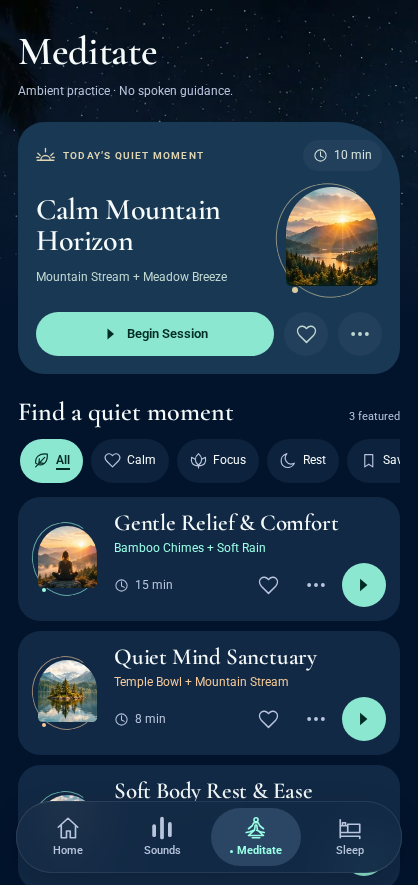 Meditate
Ambient practice · No spoken guidance.
TODAY'S QUIET MOMENT
10 min
Calm Mountain
Horizon
Mountain Stream + Meadow Breeze
Begin Session
Find a quiet moment
3 featured
All
Calm
Focus
Rest
Gentle Relief & Comfort
Bamboo Chimes + Soft Rain
15 min
Quiet Mind Sanctuary
Temple Bowl + Mountain Stream
8 min
Soft Body Rest & Ease
Home
Sounds
Meditate
Sleep